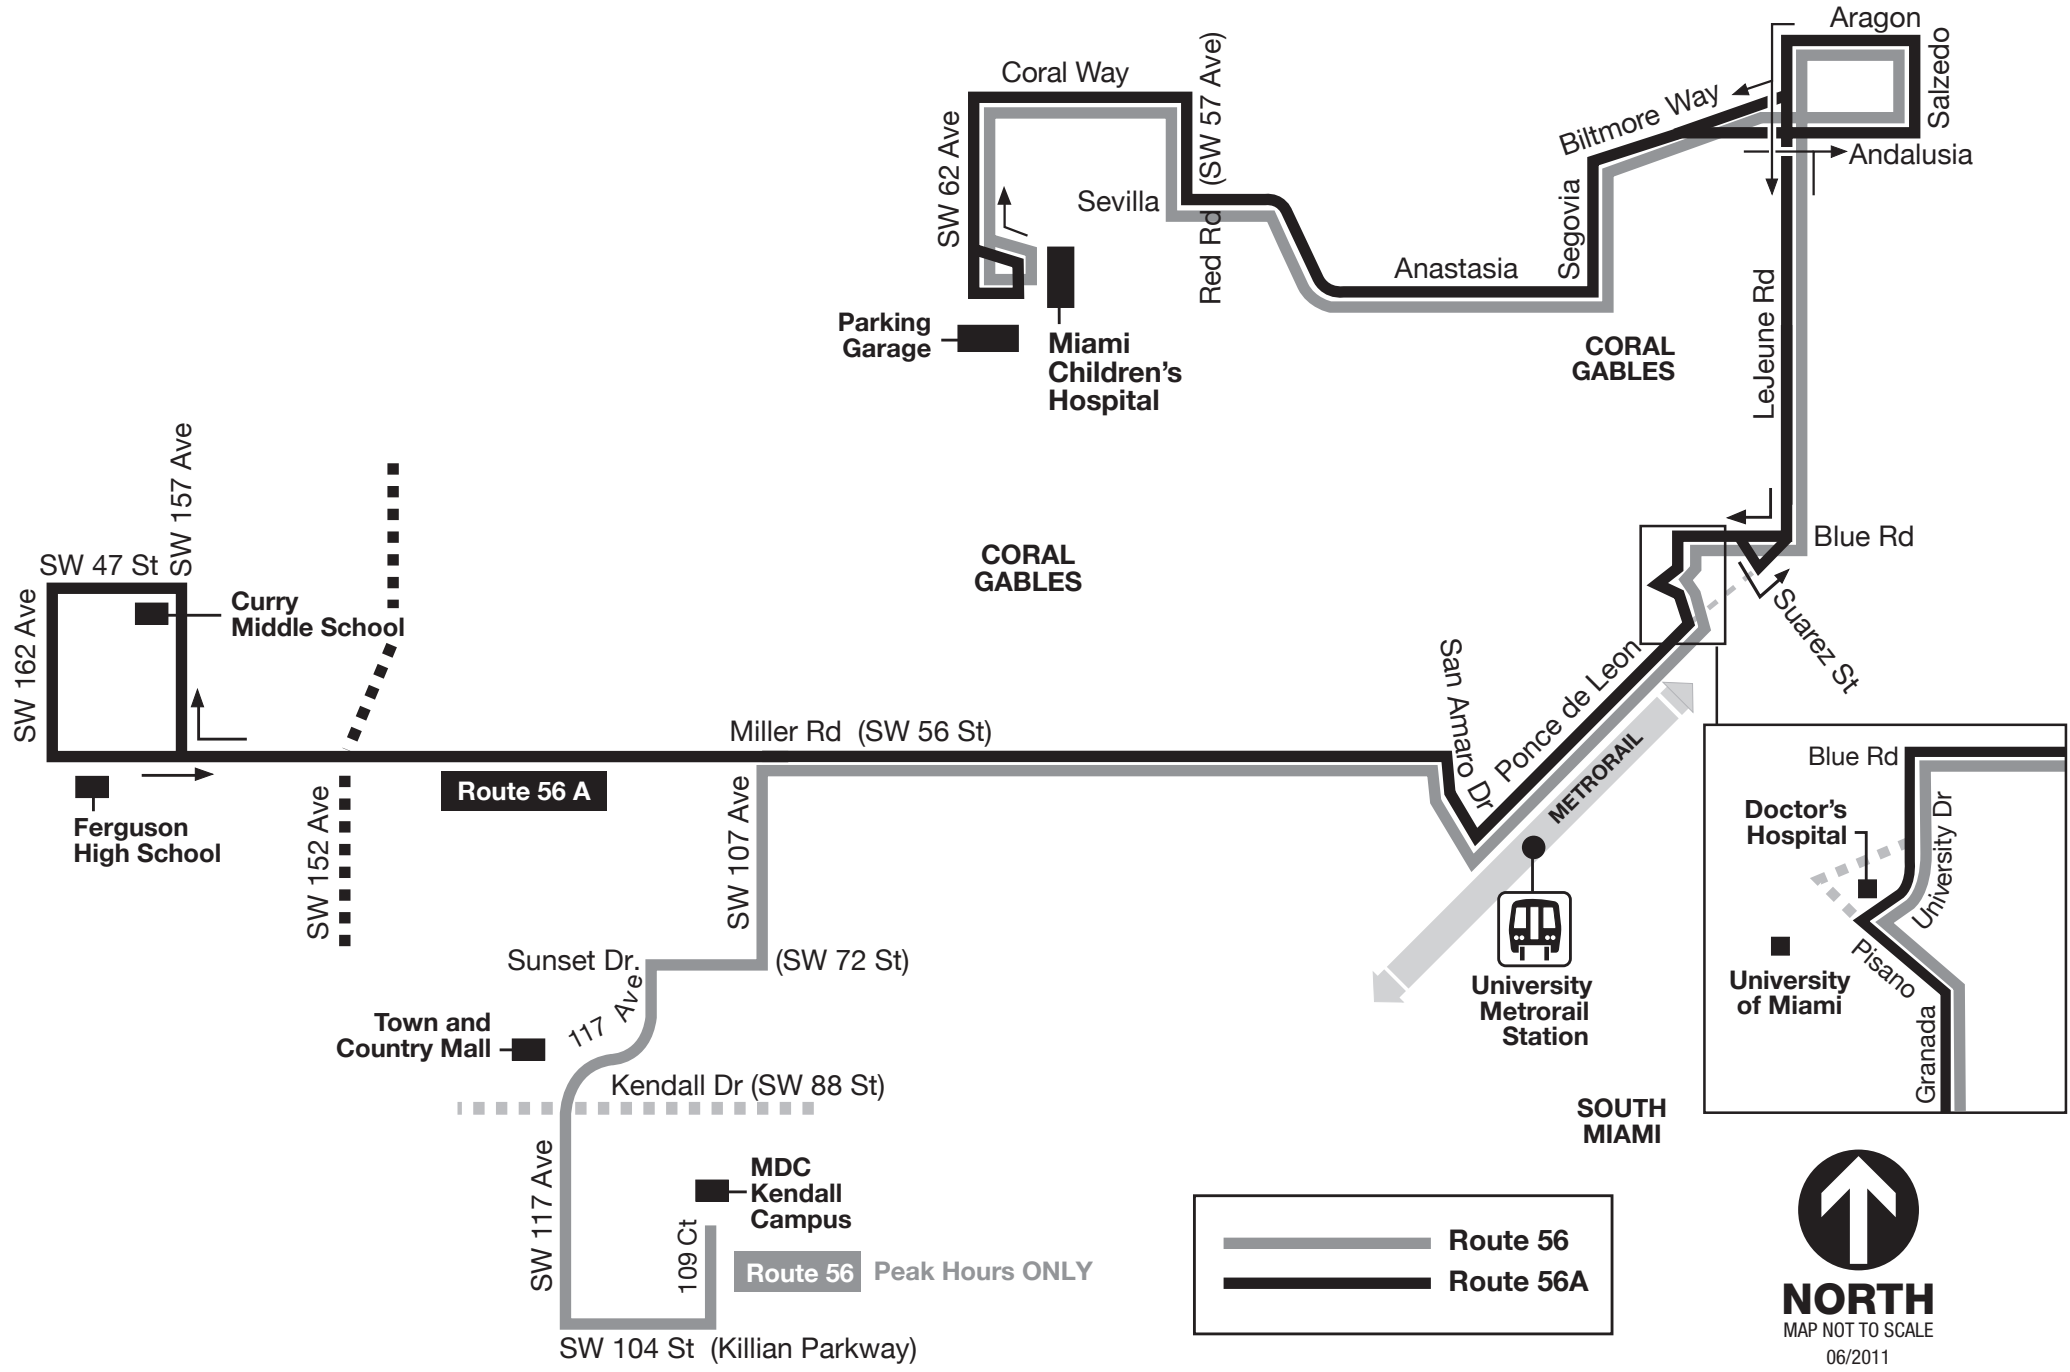 Aragon
Salzedo
Coral Way
Red Rd (SW 57 Ave)
Biltmore Way
Andalusia
SW 62 Ave
Sevilla
Segovia
Anastasia
LeJeune Rd
Parking
Garage
Miami
Children’s
Hospital
CORAL
GABLES
SW 157 Ave
SW 47 St
Curry
Middle School
SW 162 Ave
CORAL
GABLES
Blue Rd
Suarez St
San Amaro Dr
Ponce de Leon
METRORAIL
Miller Rd (SW 56 St)
Route 56 A
Ferguson
High School
SW 152 Ave
SW 107 Ave
Sunset Dr.
(SW 72 St)
117 Ave
Town and
Country Mall
Kendall Dr (SW 88 St)
University
Metrorail
Station
Blue Rd
Doctor’s
Hospital
University Dr
Pisano
University
of Miami
Granada
SOUTH
MIAMI
SW 117 Ave
MDC
Kendall
Campus
109 Ct
Route 56
Peak Hours ONLY
SW 104 St (Killian Parkway)
Route 56
Route 56A
NORTH
MAP NOT TO SCALE
06/2011